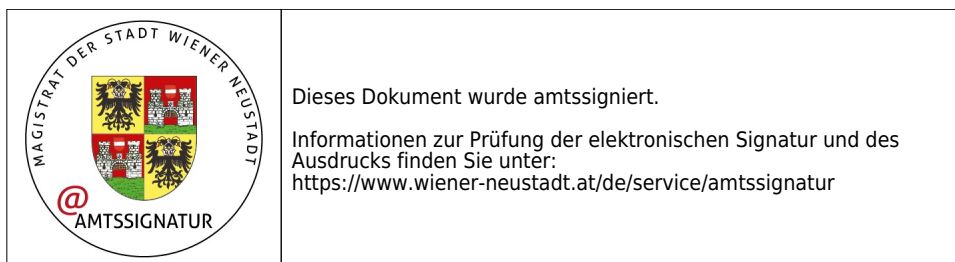 MAGISTRAT DER STADT WIENER NEUSTADT
@
AMTSSIGNATUR
Dieses Dokument wurde amtssigniert.
Informationen zur Prüfung der elektronischen Signatur und des
Ausdrucks finden Sie unter:
https://www.wiener-neustadt.at/de/service/amtssignatur